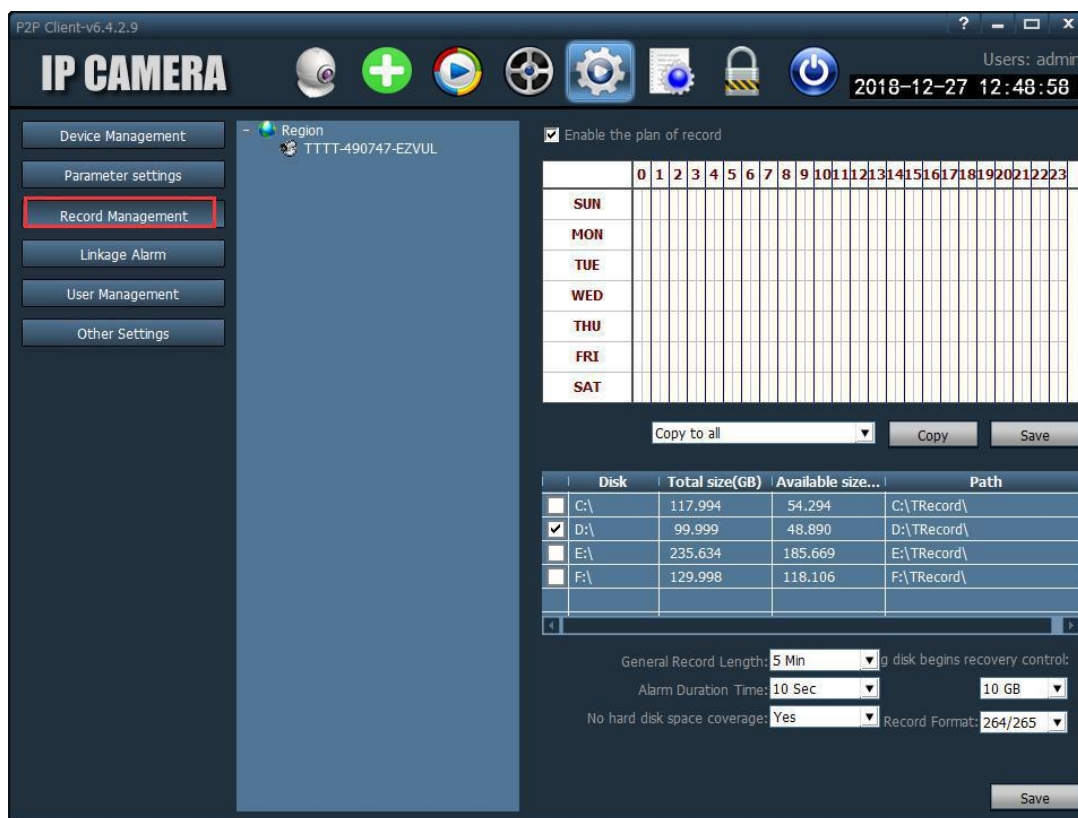 P2P Client-v6.4.2.9
IP CAMERA
Users: admin
2018-12-27 12:48:58
Device Management
Parameter settings
Record Management
Linkage Alarm
User Management
Other Settings
Region
TTTT-490747-EZVUL
Enable the plan of record
0 1 2 3 4 5 6 7 8 9 10 11 12 13 14 15 16 17 18 19 20 21 22 23
SUN
MON
TUE
WED
THU
FRI
SAT
Copy to all
Copy
Save
Disk Total size(GB) Available size... Path
C:\ 117.994 54.294 C:\TRecord\
D:\ 99.999 48.890 D:\TRecord\
E:\ 235.634 185.669 E:\TRecord\
F:\ 129.998 118.106 F:\TRecord\
General Record Length: 5 Min g disk begins recovery control:
Alarm Duration Time: 10 Sec 10 GB
No hard disk space coverage: Yes Record Format: 264/265
Save